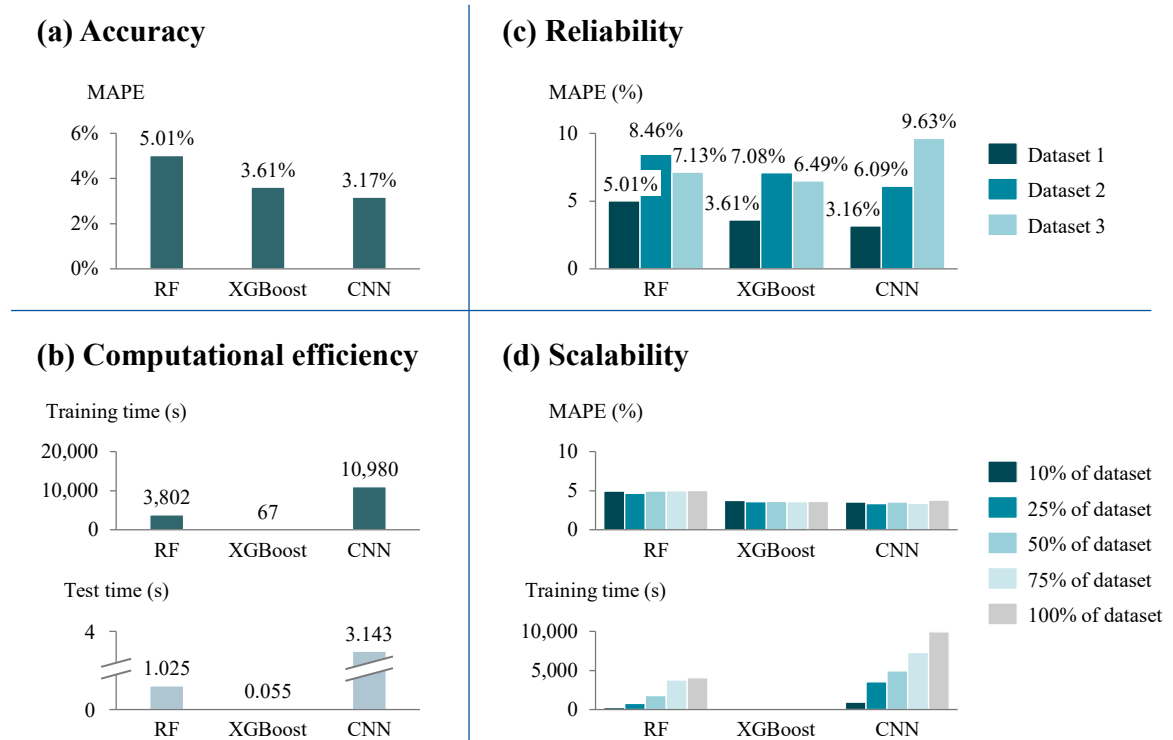 (a) Accuracy
MAPE
6%
4%
2%
0%
5.01%
3.61%
3.17%
RF
XGBoost
CNN
(c) Reliability
MAPE (%)
10
5
0
5.01%
8.46%
7.13%
3.61%
7.08%
6.49%
3.16%
6.09%
9.63%
RF
XGBoost
CNN
Dataset 1
Dataset 2
Dataset 3
(b) Computational efficiency
Training time (s)
20,000
10,000
0
3,802
67
10,980
RF
XGBoost
CNN
Test time (s)
4
0
1.025
0.055
3.143
RF
XGBoost
CNN
(d) Scalability
MAPE (%)
10
5
0
RF
XGBoost
CNN
Training time (s)
10,000
5,000
0
RF
XGBoost
CNN
10% of dataset
25% of dataset
50% of dataset
75% of dataset
100% of dataset